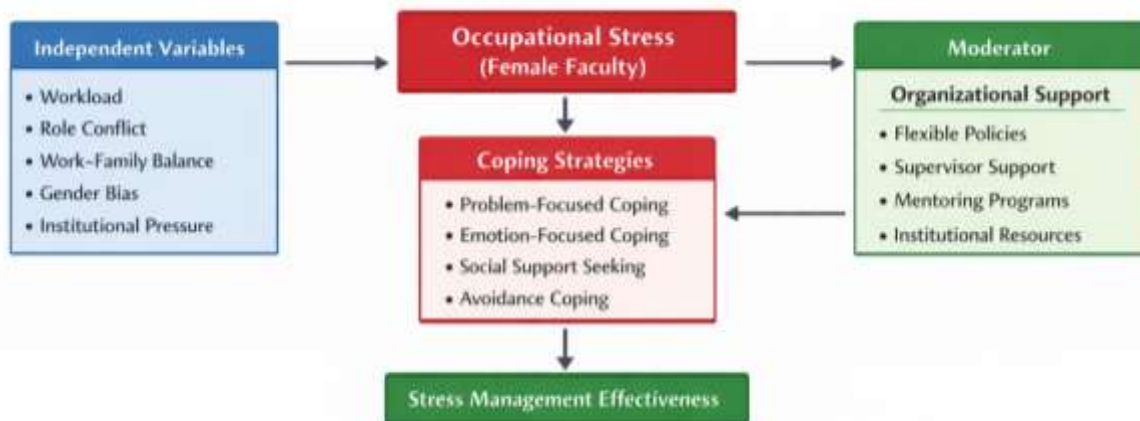 Independent Variables
• Workload
• Role Conflict
• Work–Family Balance
• Gender Bias
• Institutional Pressure
Occupational Stress
(Female Faculty)
Coping Strategies
• Problem-Focused Coping
• Emotion-Focused Coping
• Social Support Seeking
• Avoidance Coping
Moderator
Organizational Support
• Flexible Policies
• Supervisor Support
• Mentoring Programs
• Institutional Resources
Stress Management Effectiveness